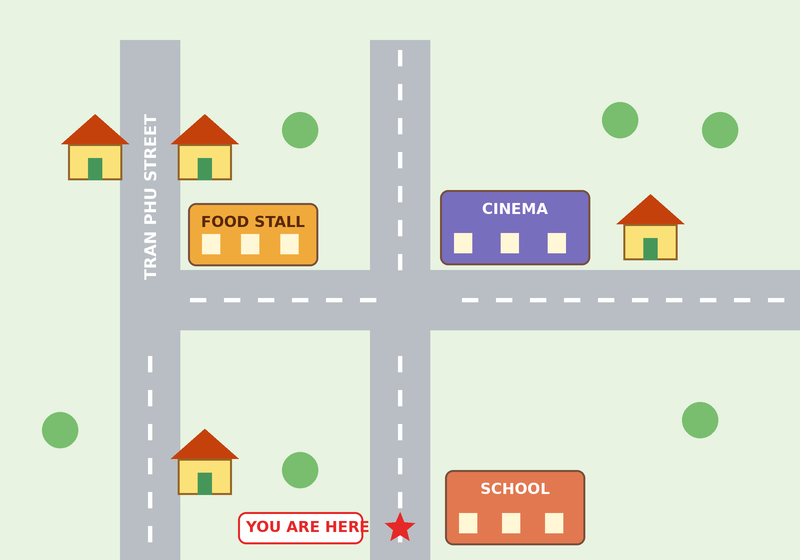 TRAN PHU STREET
FOOD STALL
CINEMA
SCHOOL
YOU ARE HERE